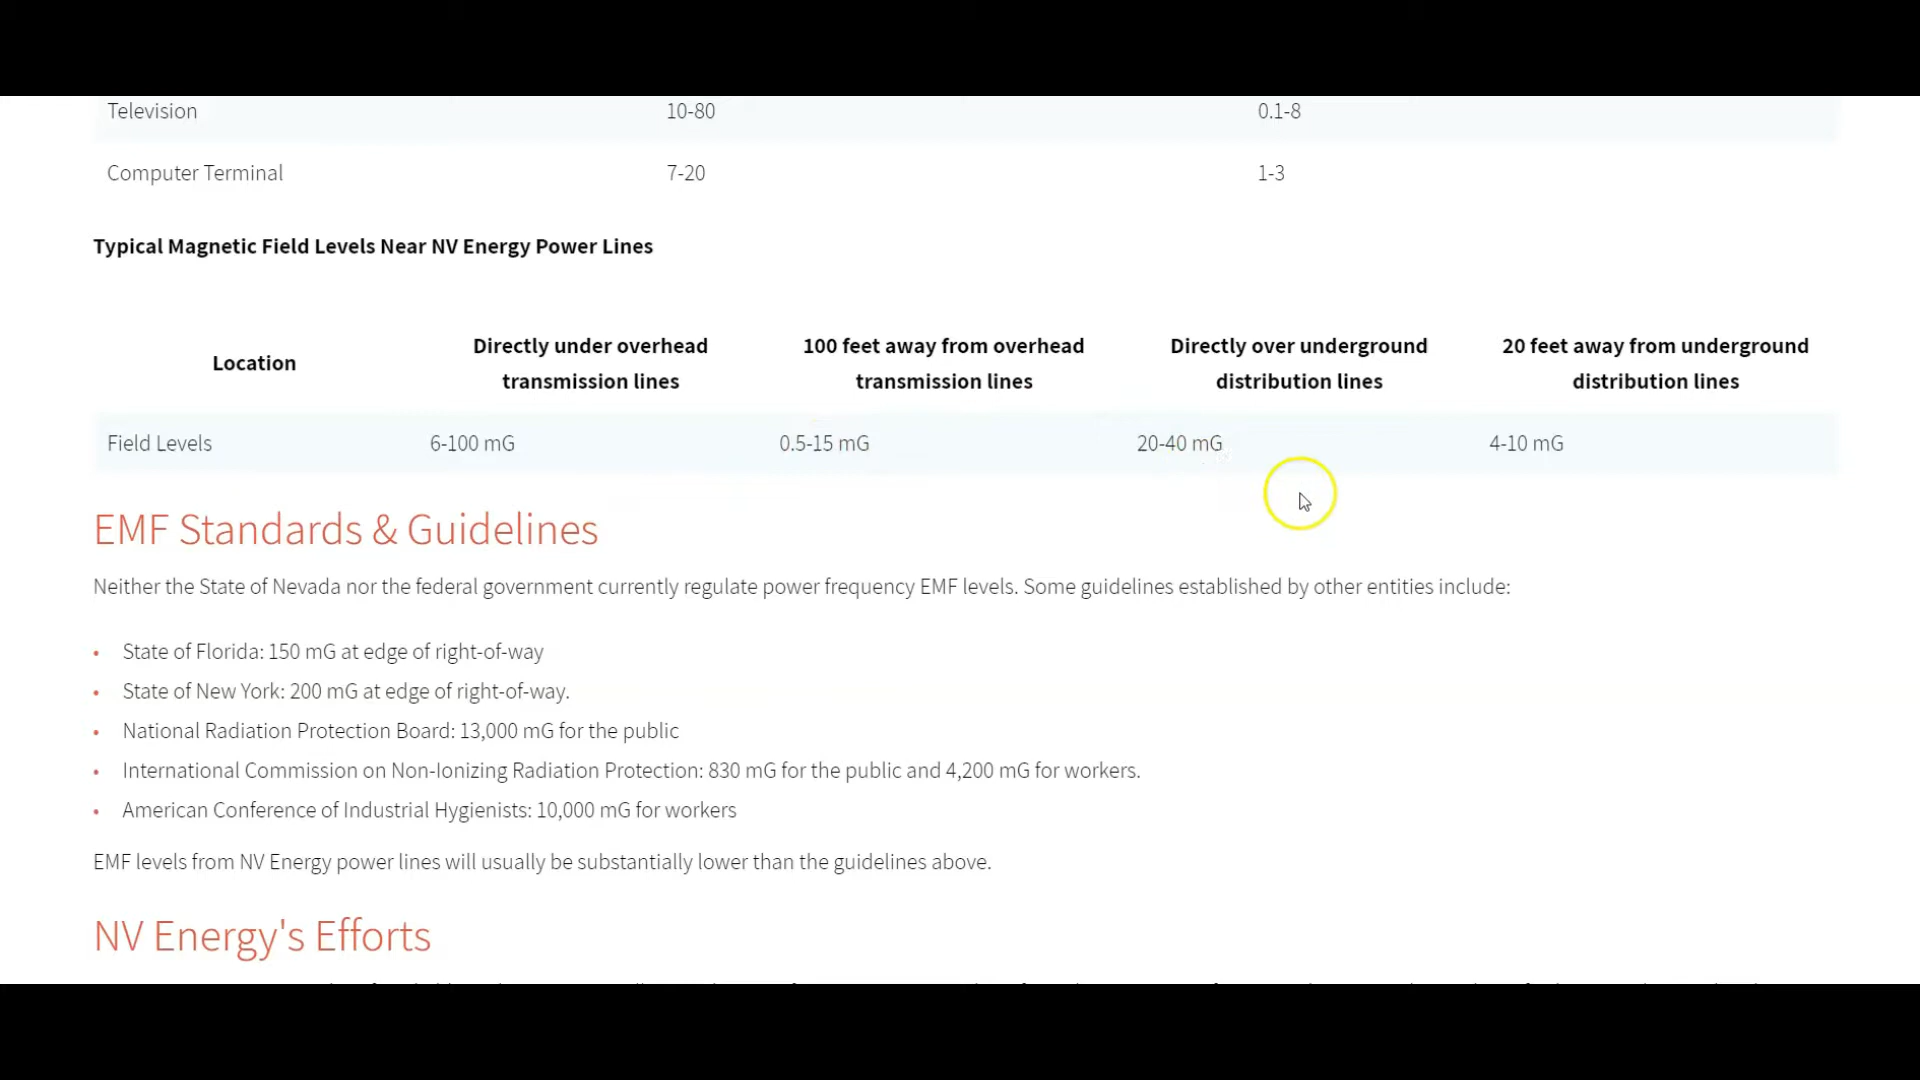 Television 10-80 0.1-8
Computer Terminal 7-20 1-3
Typical Magnetic Field Levels Near NV Energy Power Lines
Location Directly under overhead transmission lines 100 feet away from overhead transmission lines Directly over underground distribution lines 20 feet away from underground distribution lines
Field Levels 6-100 mG 0.5-15 mG 20-40 mG 4-10 mG
EMF Standards & Guidelines
Neither the State of Nevada nor the federal government currently regulate power frequency EMF levels. Some guidelines established by other entities include:
• State of Florida: 150 mG at edge of right-of-way
• State of New York: 200 mG at edge of right-of-way.
• National Radiation Protection Board: 13,000 mG for the public
• International Commission on Non-Ionizing Radiation Protection: 830 mG for the public and 4,200 mG for workers.
• American Conference of Industrial Hygienists: 10,000 mG for workers
EMF levels from NV Energy power lines will usually be substantially lower than the guidelines above.
NV Energy's Efforts